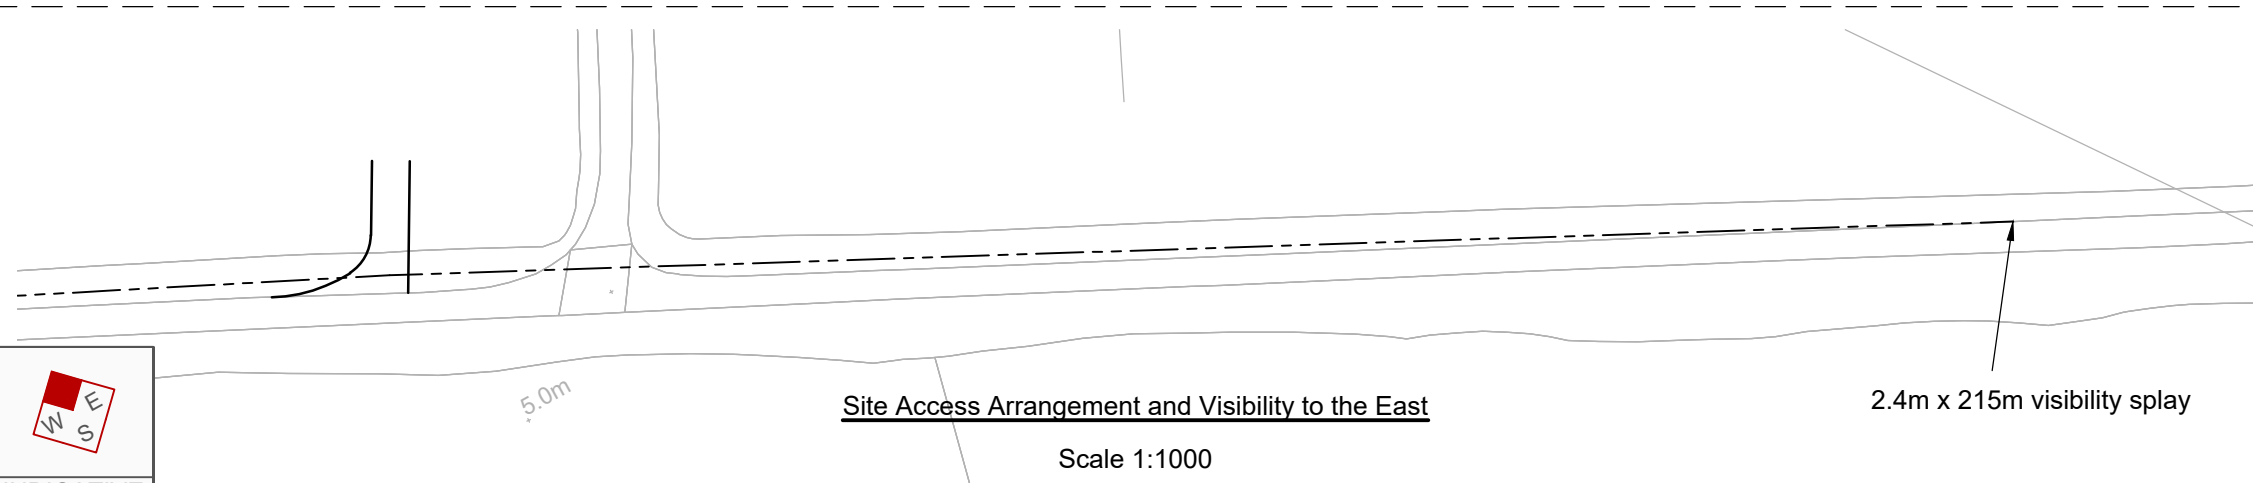 E
W
S
5.0m
Site Access Arrangement and Visibility to the East
2.4m x 215m visibility splay
Scale 1:1000